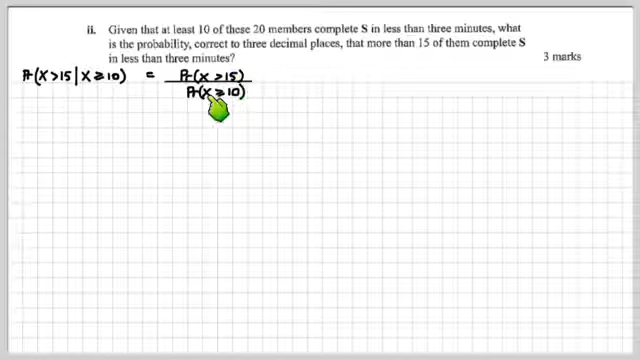 ii. Given that at least 10 of these 20 members complete S in less than three minutes, what
is the probability, correct to three decimal places, that more than 15 of them complete S
in less than three minutes?
3 marks
Pr(X>15|X≥10) = Pr(X>15)
Pr(X≥10)